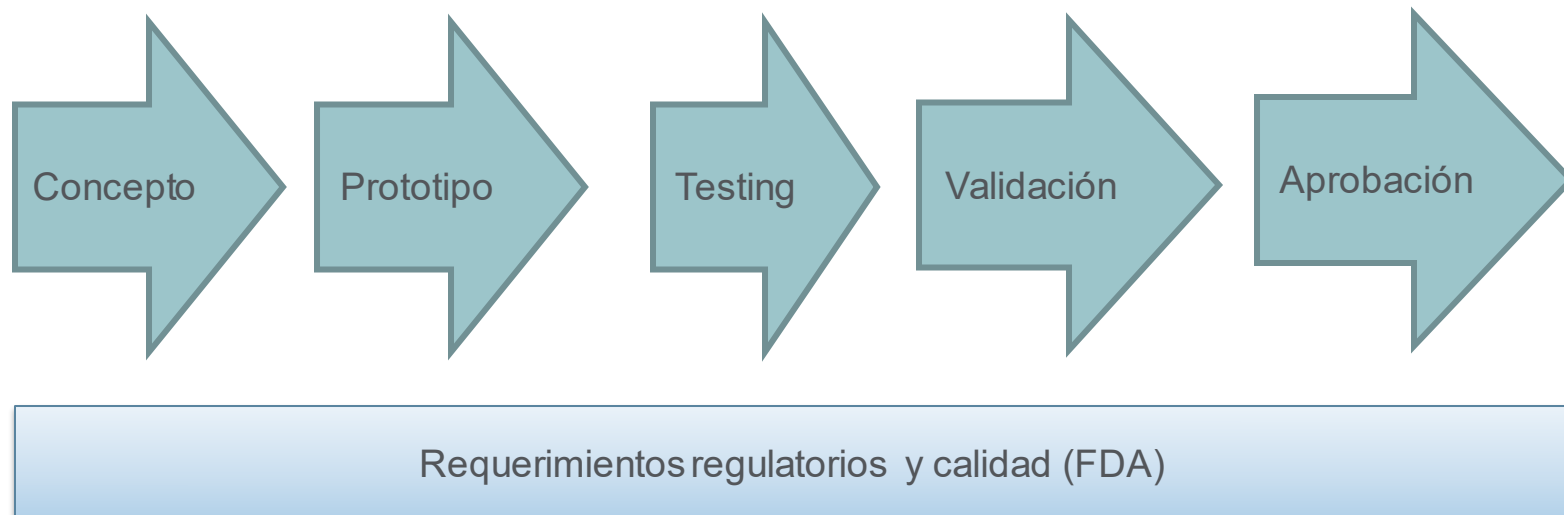 Concepto
Prototipo
Testing
Validación
Aprobación
Requerimientos regulatorios y calidad (FDA)